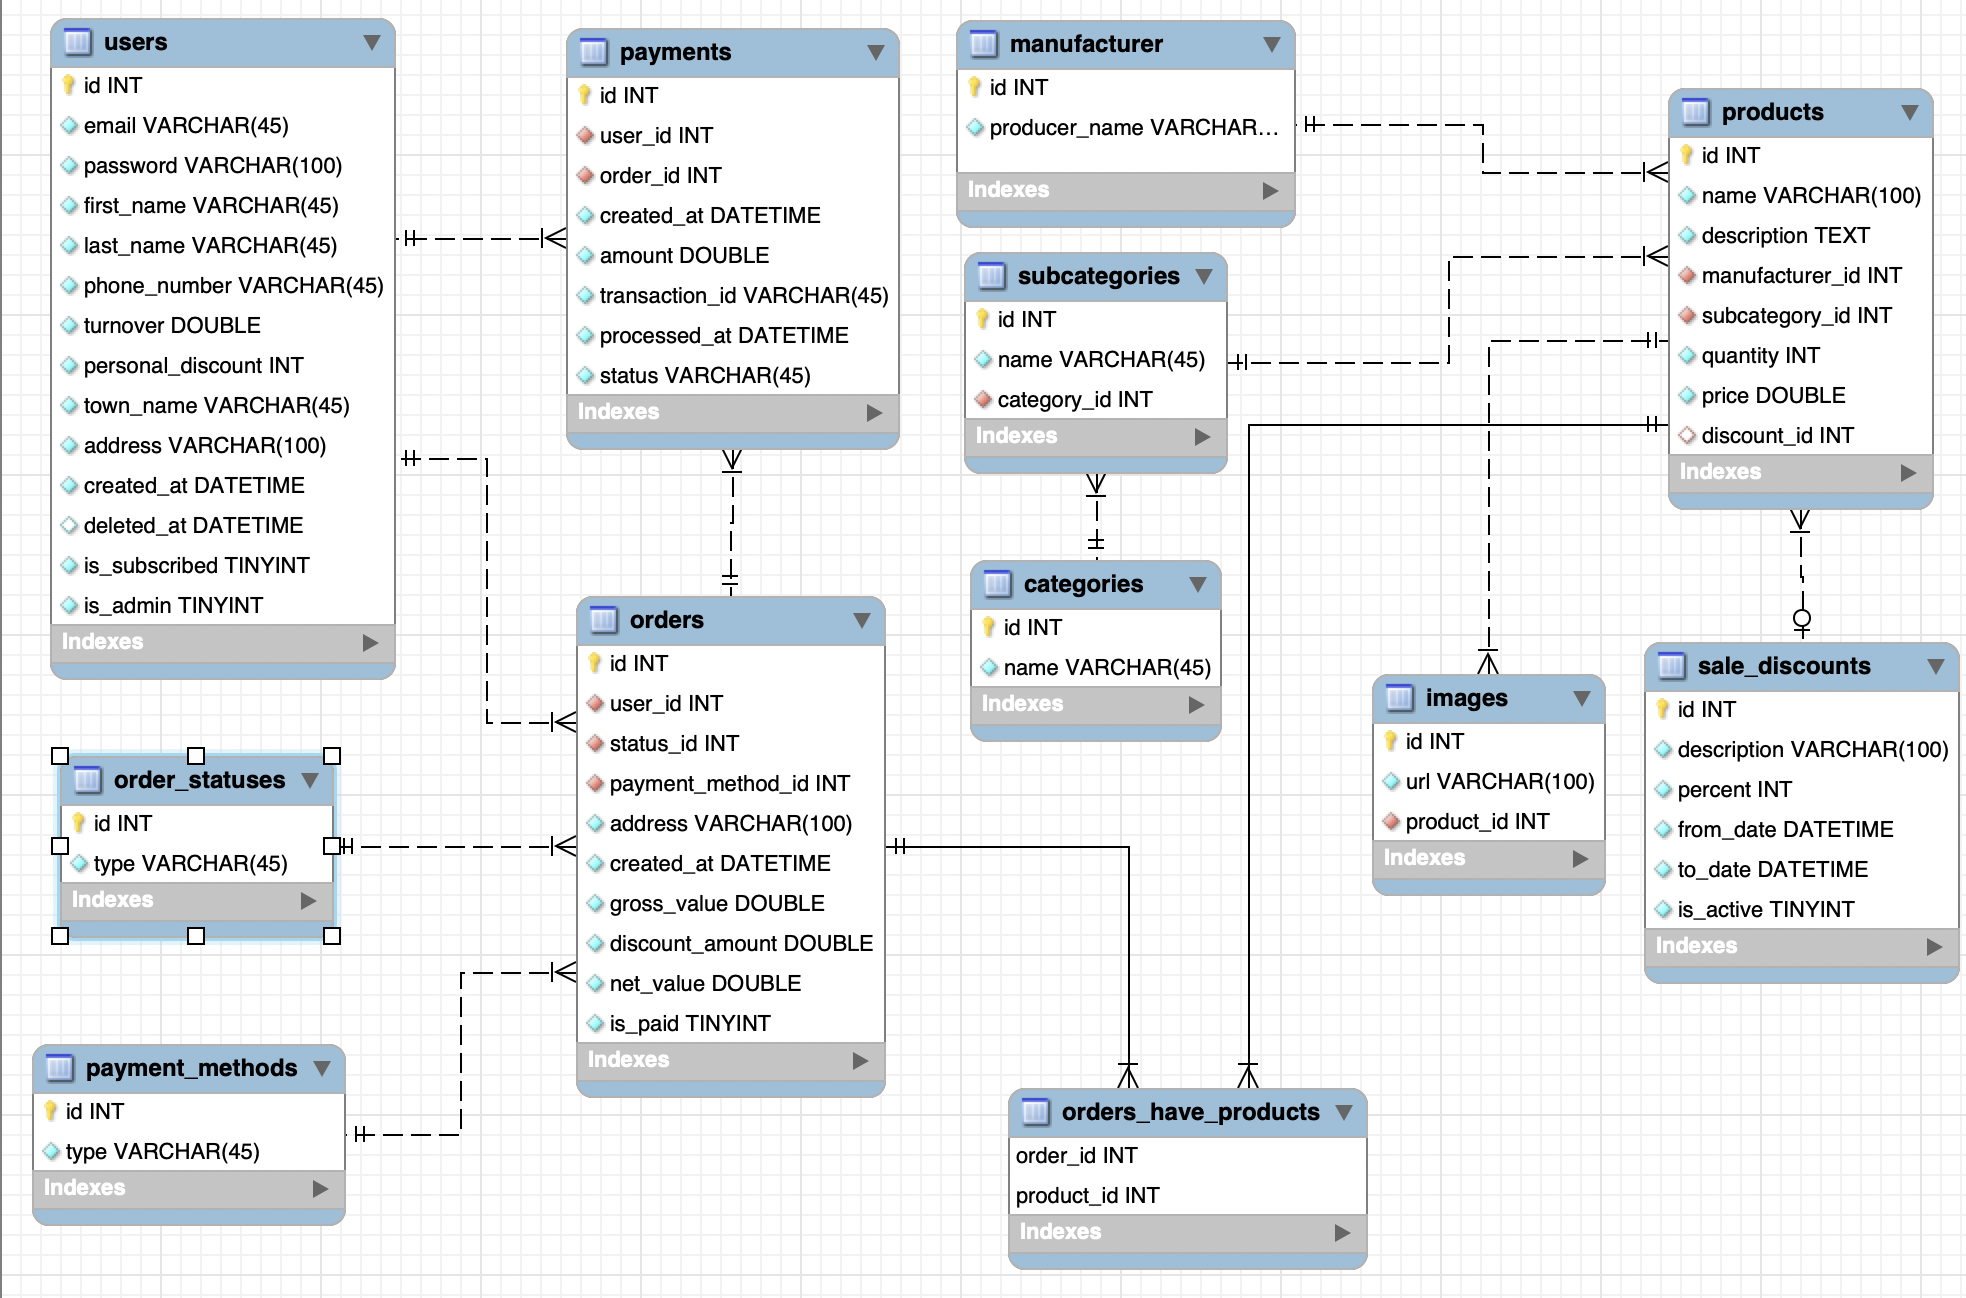 users
id INT
email VARCHAR(45)
password VARCHAR(100)
first_name VARCHAR(45)
last_name VARCHAR(45)
phone_number VARCHAR(45)
turnover DOUBLE
personal_discount INT
town_name VARCHAR(45)
address VARCHAR(100)
created_at DATETIME
deleted_at DATETIME
is_subscribed TINYINT
is_admin TINYINT
Indexes
payments
id INT
user_id INT
order_id INT
created_at DATETIME
amount DOUBLE
transaction_id VARCHAR(45)
processed_at DATETIME
status VARCHAR(45)
Indexes
manufacturer
id INT
producer_name VARCHAR...
Indexes
products
id INT
name VARCHAR(100)
description TEXT
manufacturer_id INT
subcategory_id INT
quantity INT
price DOUBLE
discount_id INT
Indexes
subcategories
id INT
name VARCHAR(45)
category_id INT
Indexes
categories
id INT
name VARCHAR(45)
Indexes
orders
id INT
user_id INT
status_id INT
payment_method_id INT
address VARCHAR(100)
created_at DATETIME
gross_value DOUBLE
discount_amount DOUBLE
net_value DOUBLE
is_paid TINYINT
Indexes
images
id INT
url VARCHAR(100)
product_id INT
Indexes
sale_discounts
id INT
description VARCHAR(100)
percent INT
from_date DATETIME
to_date DATETIME
is_active TINYINT
Indexes
order_statuses
id INT
type VARCHAR(45)
Indexes
payment_methods
id INT
type VARCHAR(45)
Indexes
orders_have_products
order_id INT
product_id INT
Indexes